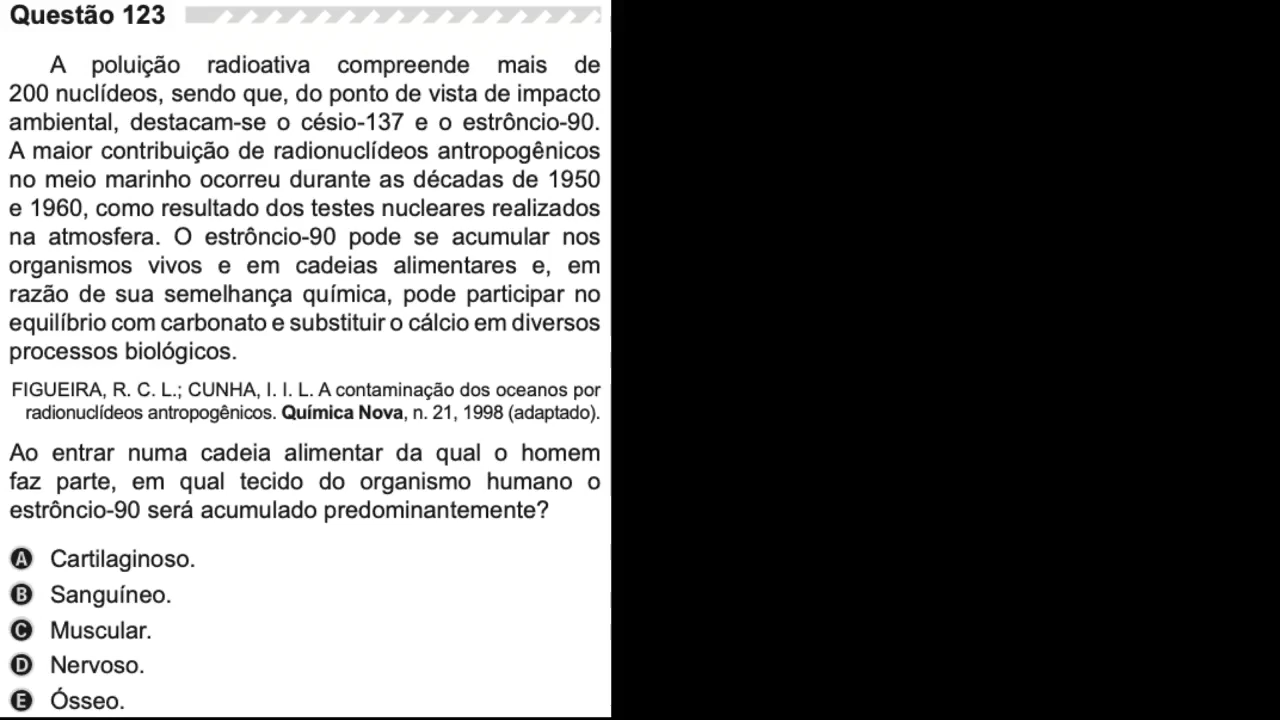 Questão 123
A poluição radioativa compreende mais de
200 nuclídeos, sendo que, do ponto de vista de impacto
ambiental, destacam-se o césio-137 e o estrôncio-90.
A maior contribuição de radionuclídeos antropogênicos
no meio marinho ocorreu durante as décadas de 1950
e 1960, como resultado dos testes nucleares realizados
na atmosfera. O estrôncio-90 pode se acumular nos
organismos vivos e em cadeias alimentares e, em
razão de sua semelhança química, pode participar no
equilíbrio com carbonato e substituir o cálcio em diversos
processos biológicos.
FIGUEIRA, R. C. L.; CUNHA, I. I. L. A contaminação dos oceanos por
radionuclídeos antropogênicos. Química Nova, n. 21, 1998 (adaptado).
Ao entrar numa cadeia alimentar da qual o homem
faz parte, em qual tecido do organismo humano o
estrôncio-90 será acumulado predominantemente?
A Cartilaginoso.
B Sanguíneo.
C Muscular.
D Nervoso.
E Ósseo.